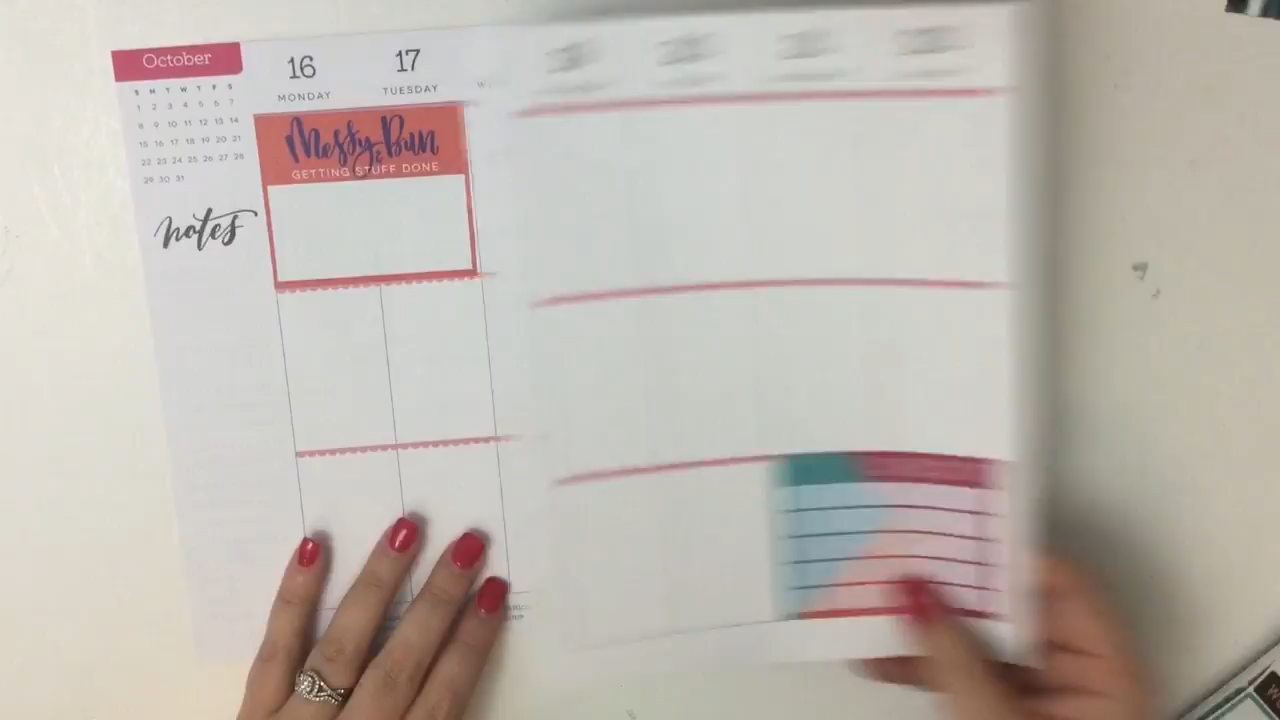 October
16
17
MONDAY
TUESDAY
S M T W T F S
1 2 3 4 5 6 7
8 9 10 11 12 13 14
15 16 17 18 19 20 21
22 23 24 25 26 27 28
29 30 31
Messy Bun
&
GETTING STUFF DONE
notes